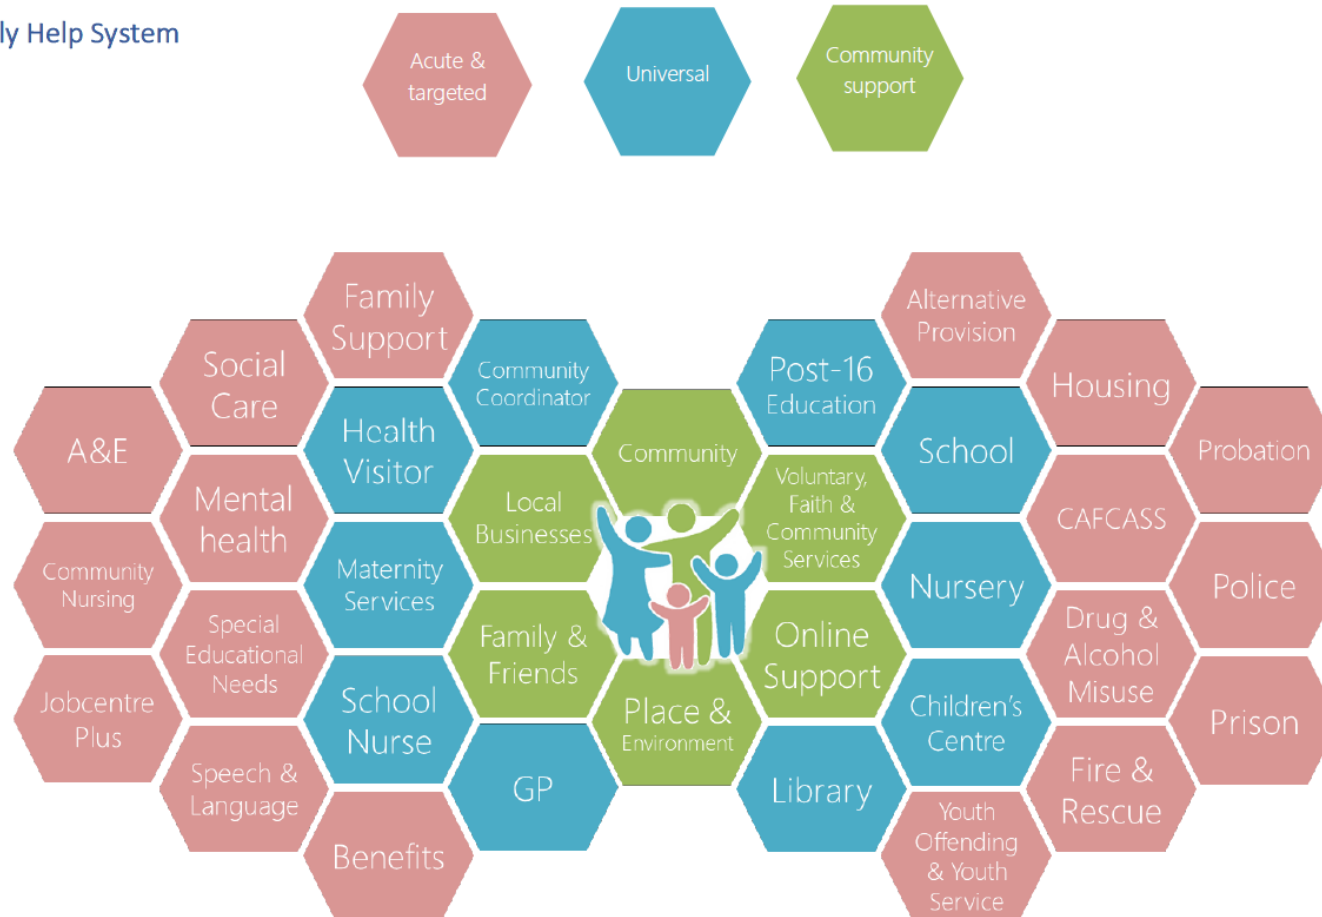 ly Help System
Acute &
targeted
Universal
Community
support
Family
Support
Alternative
Provision
Social
Care
Community
Coordinator
Post-16
Education
Housing
A&E
Health
Visitor
Community
School
Probation
Mental
health
Local
Businesses
Voluntary,
Faith &
Community
Services
CAFCASS
Community
Nursing
Maternity
Services
Nursery
Police
Special
Educational
Needs
Family &
Friends
Online
Support
Drug &
Alcohol
Misuse
Jobcentre
Plus
School
Nurse
Place &
Environment
Children's
Centre
Prison
Speech &
Language
GP
Library
Fire &
Rescue
Benefits
Youth
Offending
& Youth
Service